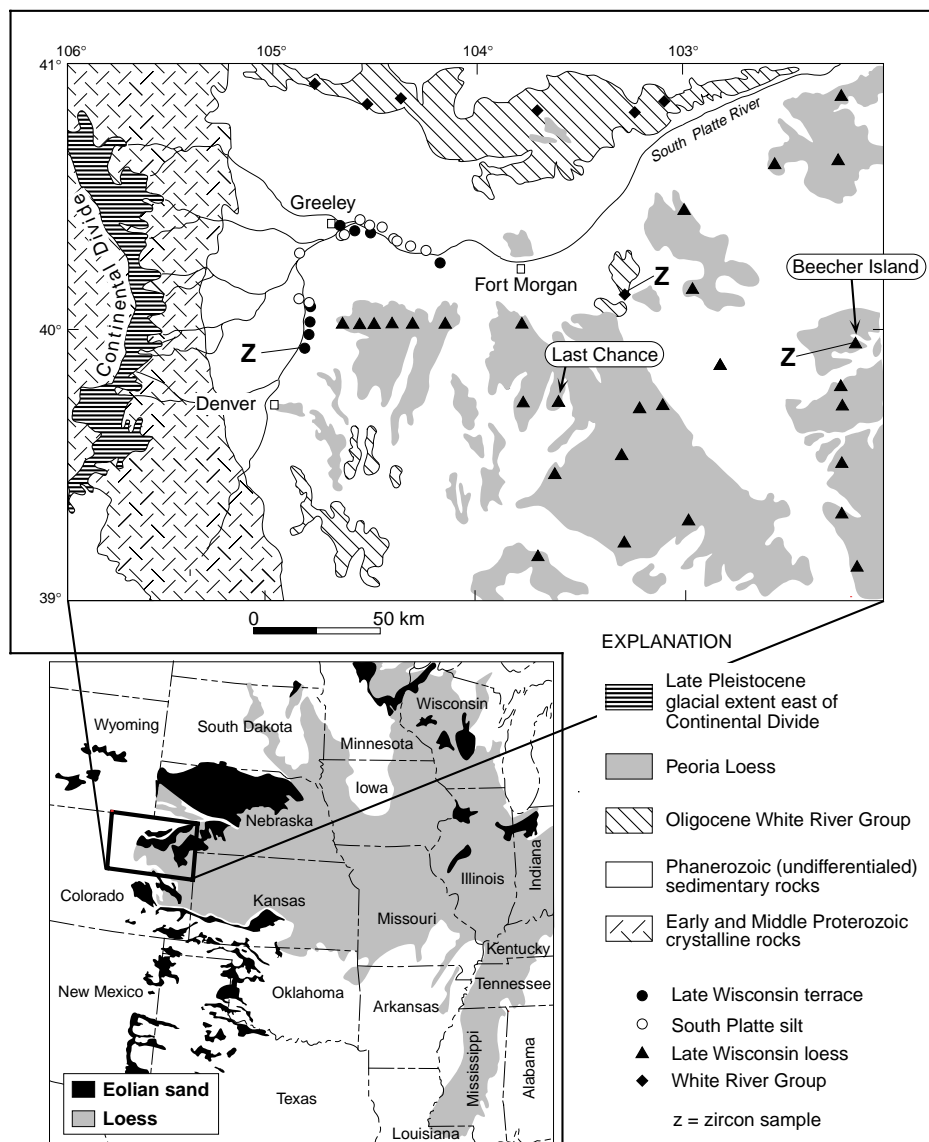 106°
105°
104°
103°
41°
South Platte River
Greeley
Continental Divide
Fort Morgan
Z
Beecher Island
40°
Z
Last Chance
Z
Denver
39°
0 50 km
EXPLANATION
Late Pleistocene
glacial extent east of
Continental Divide
Peoria Loess
Oligocene White River Group
Phanerozoic (undifferentialed)
sedimentary rocks
Early and Middle Proterozoic
crystalline rocks
Late Wisconsin terrace
South Platte silt
Late Wisconsin loess
White River Group
z = zircon sample
Wyoming
South Dakota
Minnesota
Wisconsin
Iowa
Nebraska
Illinois
Indiana
Colorado
Kansas
Missouri
Kentucky
Tennessee
New Mexico
Oklahoma
Arkansas
Mississippi
Alabama
Texas
Louisiana
Eolian sand
Loess